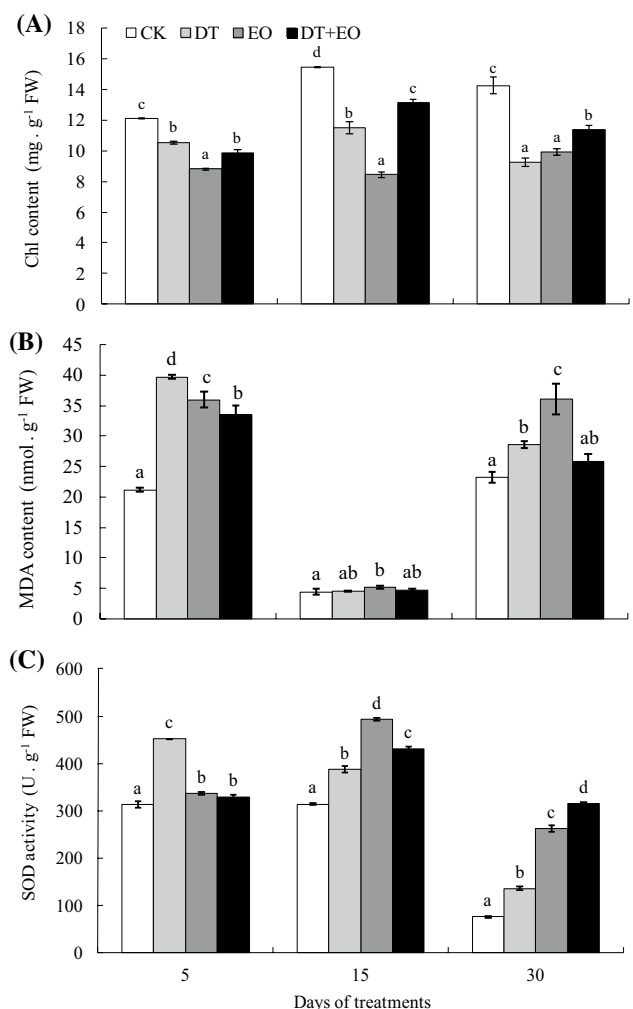 (A)
CK DT EO DT+EO
Chl content (mg . g-1 FW)
18
16
14
12
10
8
6
4
2
0
c b a b
d b a c
c a a b
(B)
MDA content (nmol . g-1 FW)
45
40
35
30
25
20
15
10
5
0
a d c b
a ab b ab
a b c ab
(C)
SOD activity (U . g-1 FW)
600
500
400
300
200
100
0
a c b b
a b d c
a b c d
5 15 30
Days of treatments